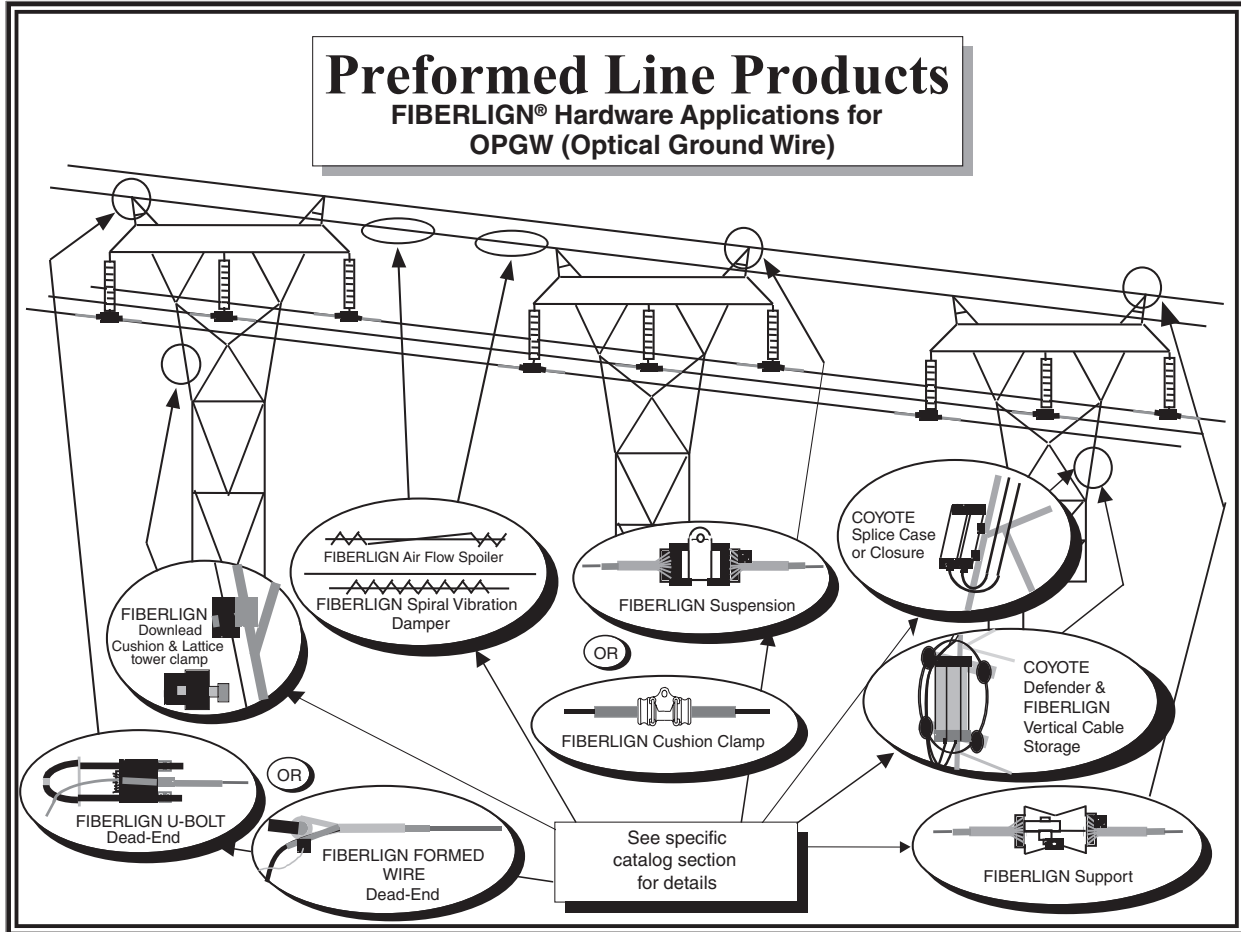 Preformed Line Products
FIBERLIGN® Hardware Applications for
OPGW (Optical Ground Wire)
COYOTE
Splice Case
or Closure
FIBERLIGN Air Flow Spoiler
FIBERLIGN Spiral Vibration
Damper
FIBERLIGN Suspension
FIBERLIGN
Downlead
Cushion & Lattice
tower clamp
OR
COYOTE
Defender &
FIBERLIGN
Vertical Cable
Storage
FIBERLIGN Cushion Clamp
OR
FIBERLIGN U-BOLT
Dead-End
FIBERLIGN FORMED
WIRE
Dead-End
See specific
catalog section
for details
FIBERLIGN Support